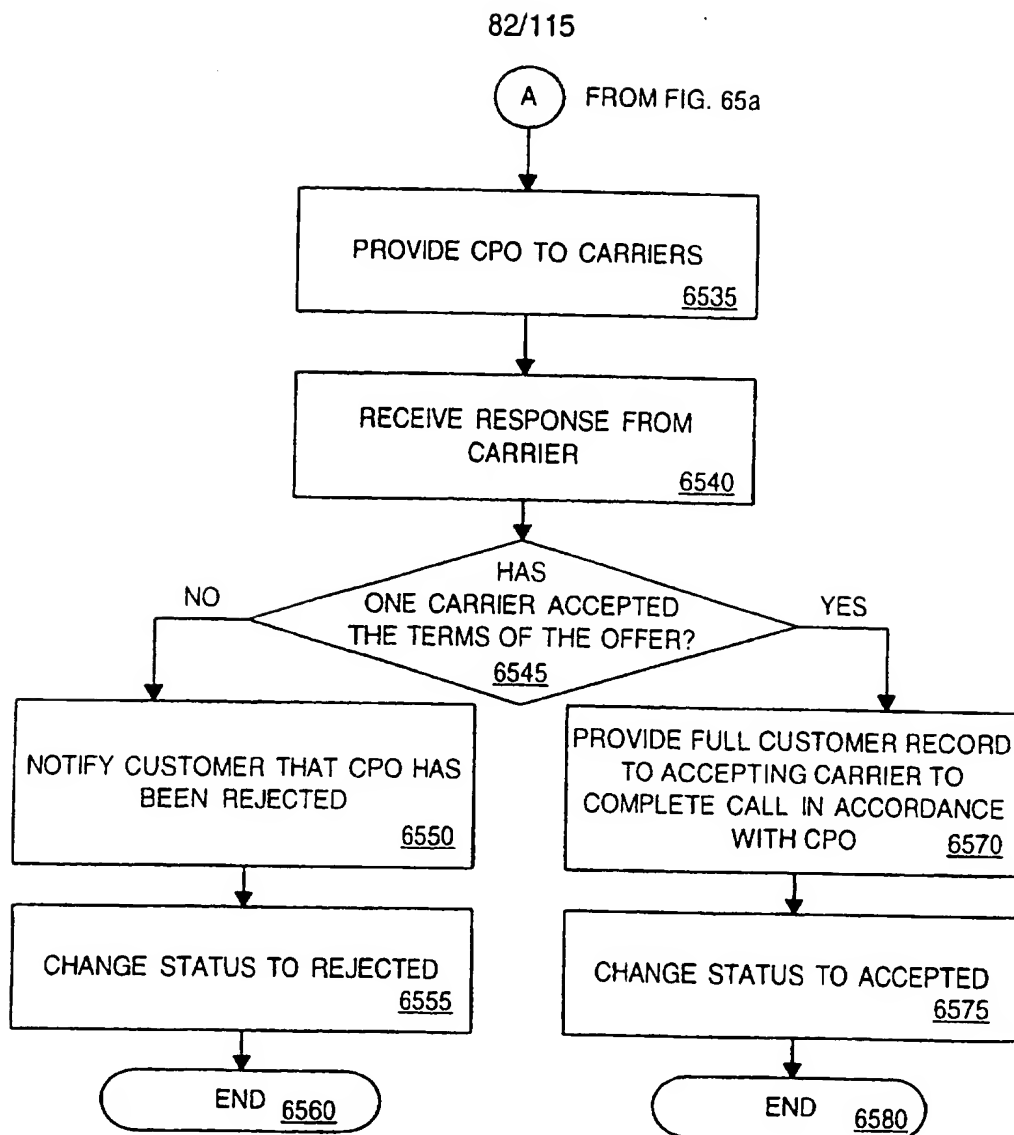 82/115
A FROM FIG. 65a
PROVIDE CPO TO CARRIERS
6535
RECEIVE RESPONSE FROM
CARRIER
6540
HAS
ONE CARRIER ACCEPTED
THE TERMS OF THE OFFER?
6545
NO
YES
NOTIFY CUSTOMER THAT CPO HAS
BEEN REJECTED
6550
PROVIDE FULL CUSTOMER RECORD
TO ACCEPTING CARRIER TO
COMPLETE CALL IN ACCORDANCE
WITH CPO
6570
CHANGE STATUS TO REJECTED
6555
CHANGE STATUS TO ACCEPTED
6575
END 6560
END 6580